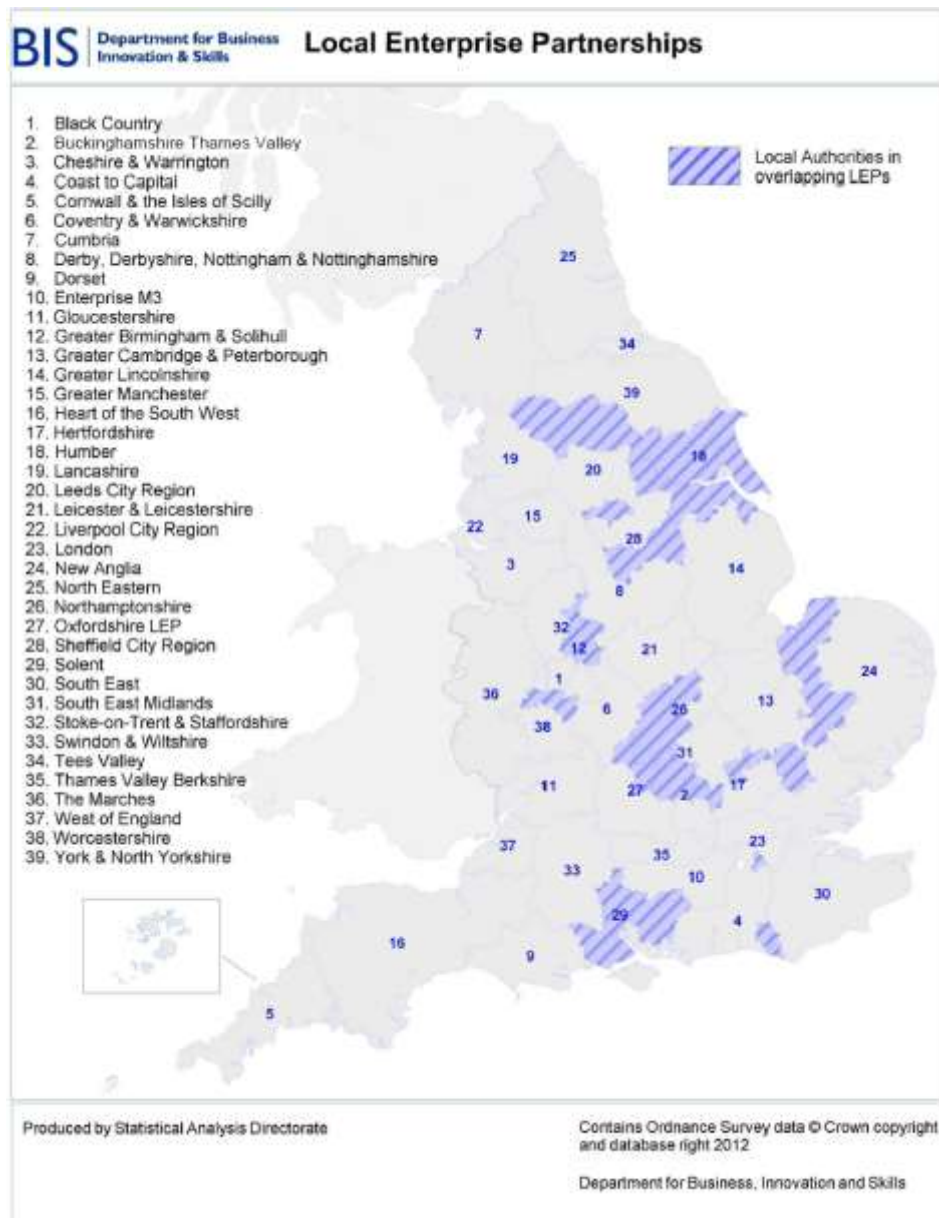 BIS Department for Business
Innovation & Skills
Local Enterprise Partnerships
1. Black Country
2. Buckinghamshire Thames Valley
3. Cheshire & Warrington
4. Coast to Capital
5. Cornwall & the Isles of Scilly
6. Coventry & Warwickshire
7. Cumbria
8. Derby, Derbyshire, Nottingham & Nottinghamshire
9. Dorset
10. Enterprise M3
11. Gloucestershire
12. Greater Birmingham & Solihull
13. Greater Cambridge & Peterborough
14. Greater Lincolnshire
15. Greater Manchester
16. Heart of the South West
17. Hertfordshire
18. Humber
19. Lancashire
20. Leeds City Region
21. Leicester & Leicestershire
22. Liverpool City Region
23. London
24. New Anglia
25. North Eastern
26. Northamptonshire
27. Oxfordshire LEP
28. Sheffield City Region
29. Solent
30. South East
31. South East Midlands
32. Stoke-on-Trent & Staffordshire
33. Swindon & Wiltshire
34. Tees Valley
35. Thames Valley Berkshire
36. The Marches
37. West of England
38. Worcestershire
39. York & North Yorkshire
Local Authorities in
overlapping LEPs
25
7
34
39
19
20
18
22
15
28
3
8
14
32
12
21
24
1
36
38
6
26
13
31
11
27
2
17
37
33
35
10
23
30
29
4
16
9
5
Produced by Statistical Analysis Directorate
Contains Ordnance Survey data © Crown copyright
and database right 2012
Department for Business, Innovation and Skills